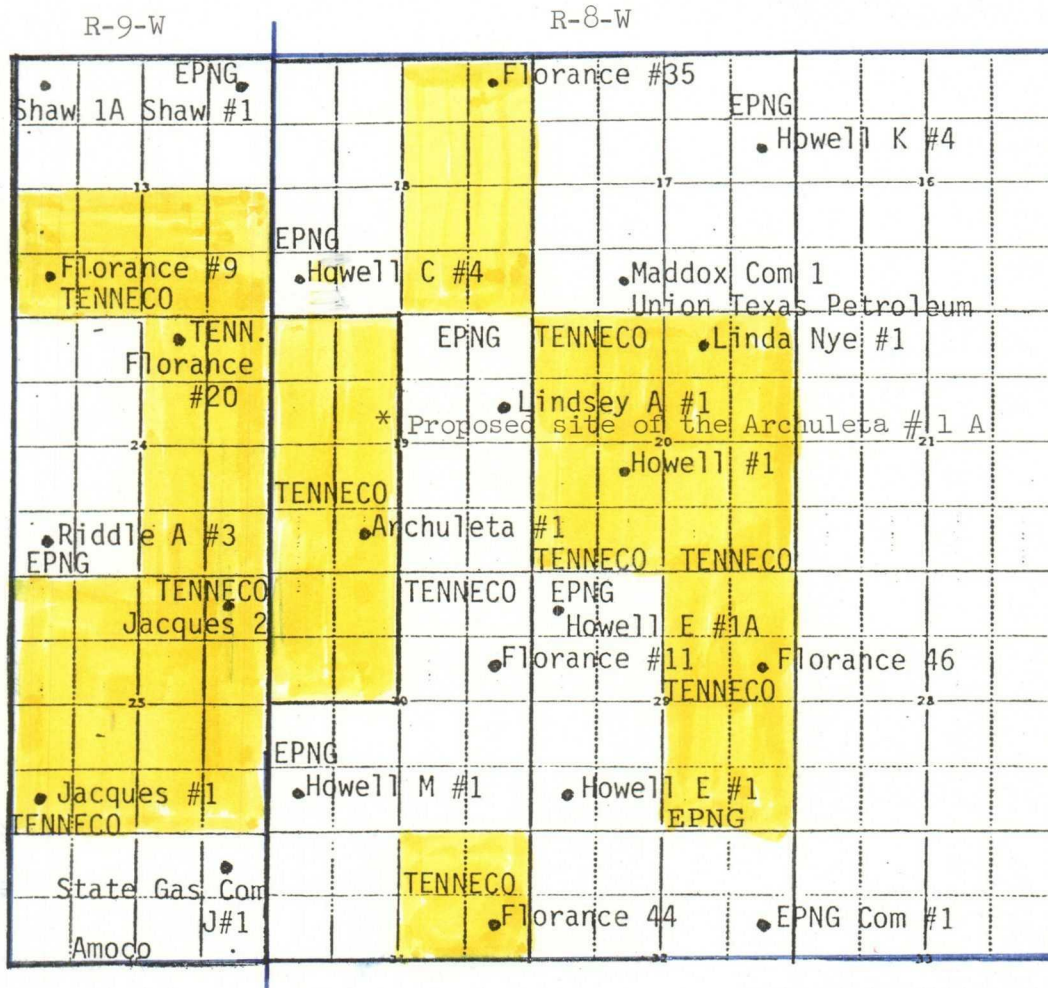 R-9-W
R-8-W
EPNG
Shaw 1A Shaw #1
Florance #35
EPNG
Howell K #4
13
18
17
16
EPNG
Florance #9
TENNECO
Howell C #4
Maddox Com 1
Union Texas Petroleum
TENN.
Florance
#20
EPNG
TENNECO
Linda Nye #1
Lindsey A #1
* Proposed site of the Archuleta # 1 A
24
19
20
21
Howell #1
TENNECO
Riddle A #3
EPNG
Archuleta #1
TENNECO
TENNECO
TENNECO
Jacques 2
TENNECO
EPNG
Howell E #1A
Florance #11
Florance 46
TENNECO
29
28
EPNG
Jacques #1
TENNECO
Howell M #1
Howell E #1
EPNG
State Gas Com
J#1
Amoco
TENNECO
Florance 44
EPNG Com #1
32
33